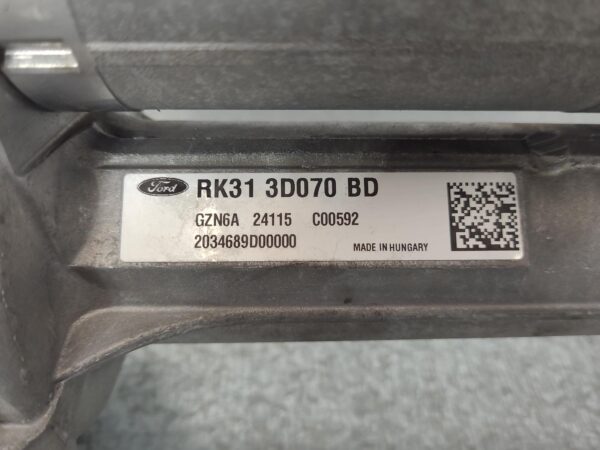 Ford RK31 3D070 BD
GZN6A 24115 C00592
2034689D00000
MADE IN HUNGARY